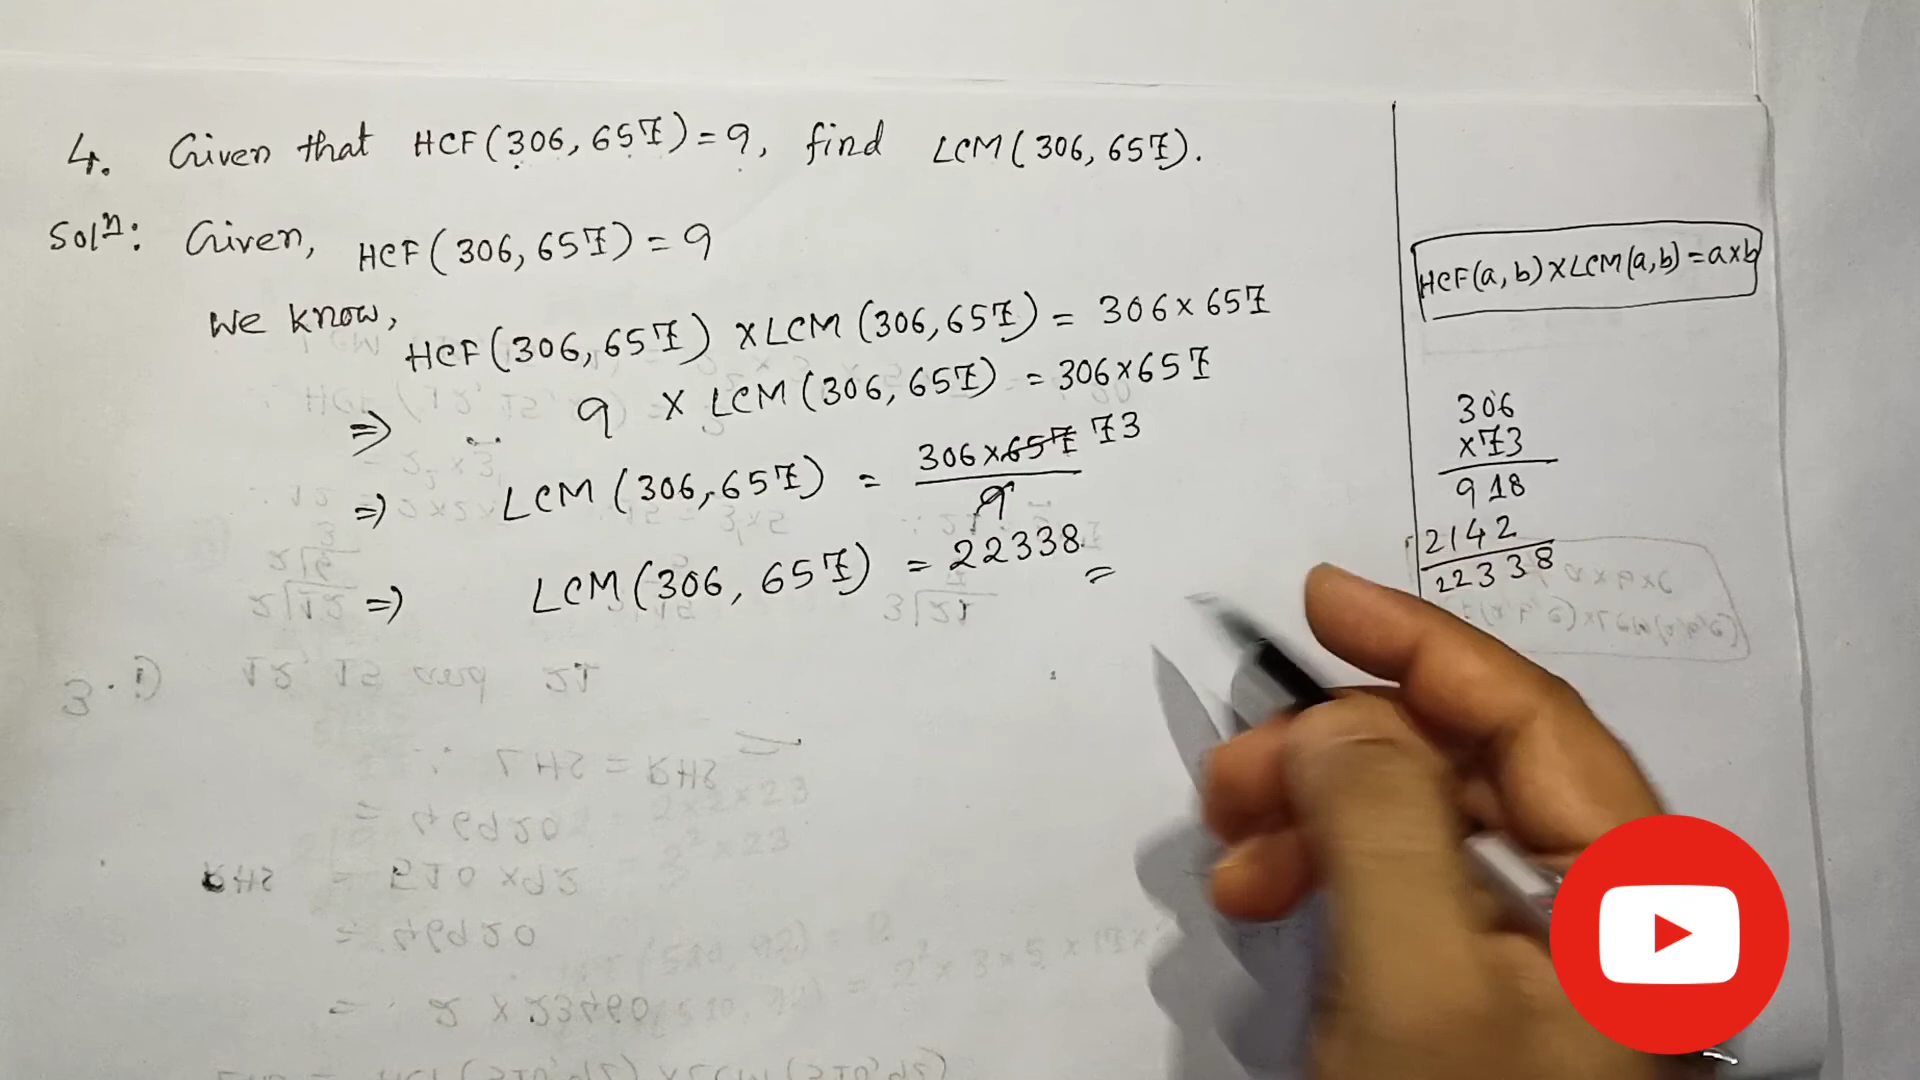 4. Given that HCF(306, 657) = 9, find LCM(306, 657).
Solⁿ: Given, HCF(306, 657) = 9
We know,
HCF(306, 657) × LCM(306, 657) = 306 × 657
⇒ 9 × LCM(306, 657) = 306 × 657
⇒ LCM(306, 657) = 306 × 657 73
9
⇒ LCM(306, 657) = 22338
HCF(a, b) × LCM(a, b) = a × b
306
×73
918
2142
22338